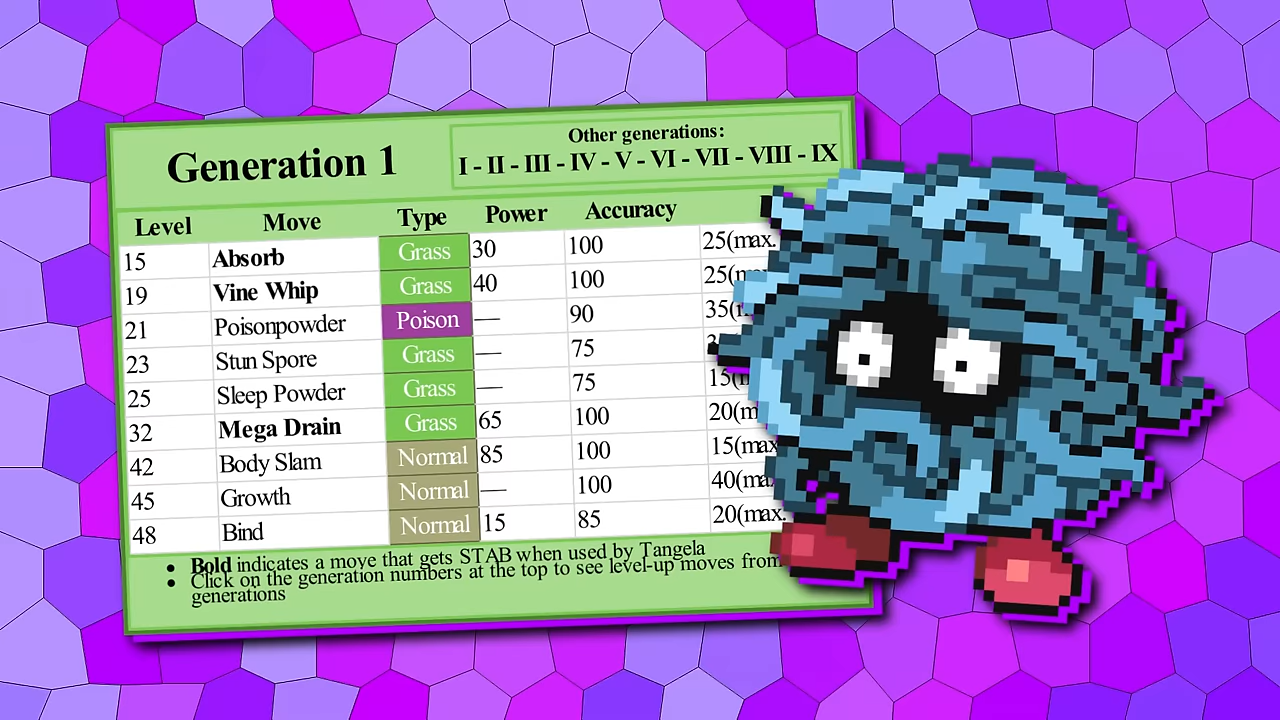 Generation 1
Other generations:
I - II - III - IV - V - VI - VII - VIII - IX
Level Move Type Power Accuracy
15 Absorb Grass 30 100 25(max.
19 Vine Whip Grass 40 100 25(max.
21 Poisonpowder Poison — 90 35(
23 Stun Spore Grass — 75
25 Sleep Powder Grass — 75 15(
32 Mega Drain Grass 65 100 20(m
42 Body Slam Normal 85 100 15(max
45 Growth Normal — 100 40(ma
48 Bind Normal 15 85 20(max.
• Bold indicates a move that gets STAB when used by Tangela
• Click on the generation numbers at the top to see level-up moves from
generations